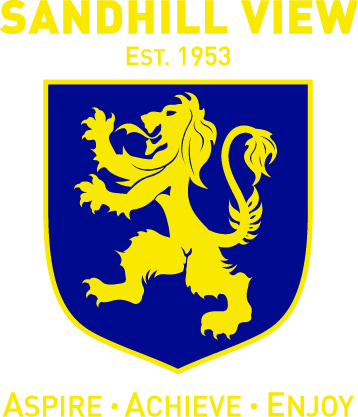 SANDHILL VIEW
EST. 1953
ASPIRE · ACHIEVE · ENJOY